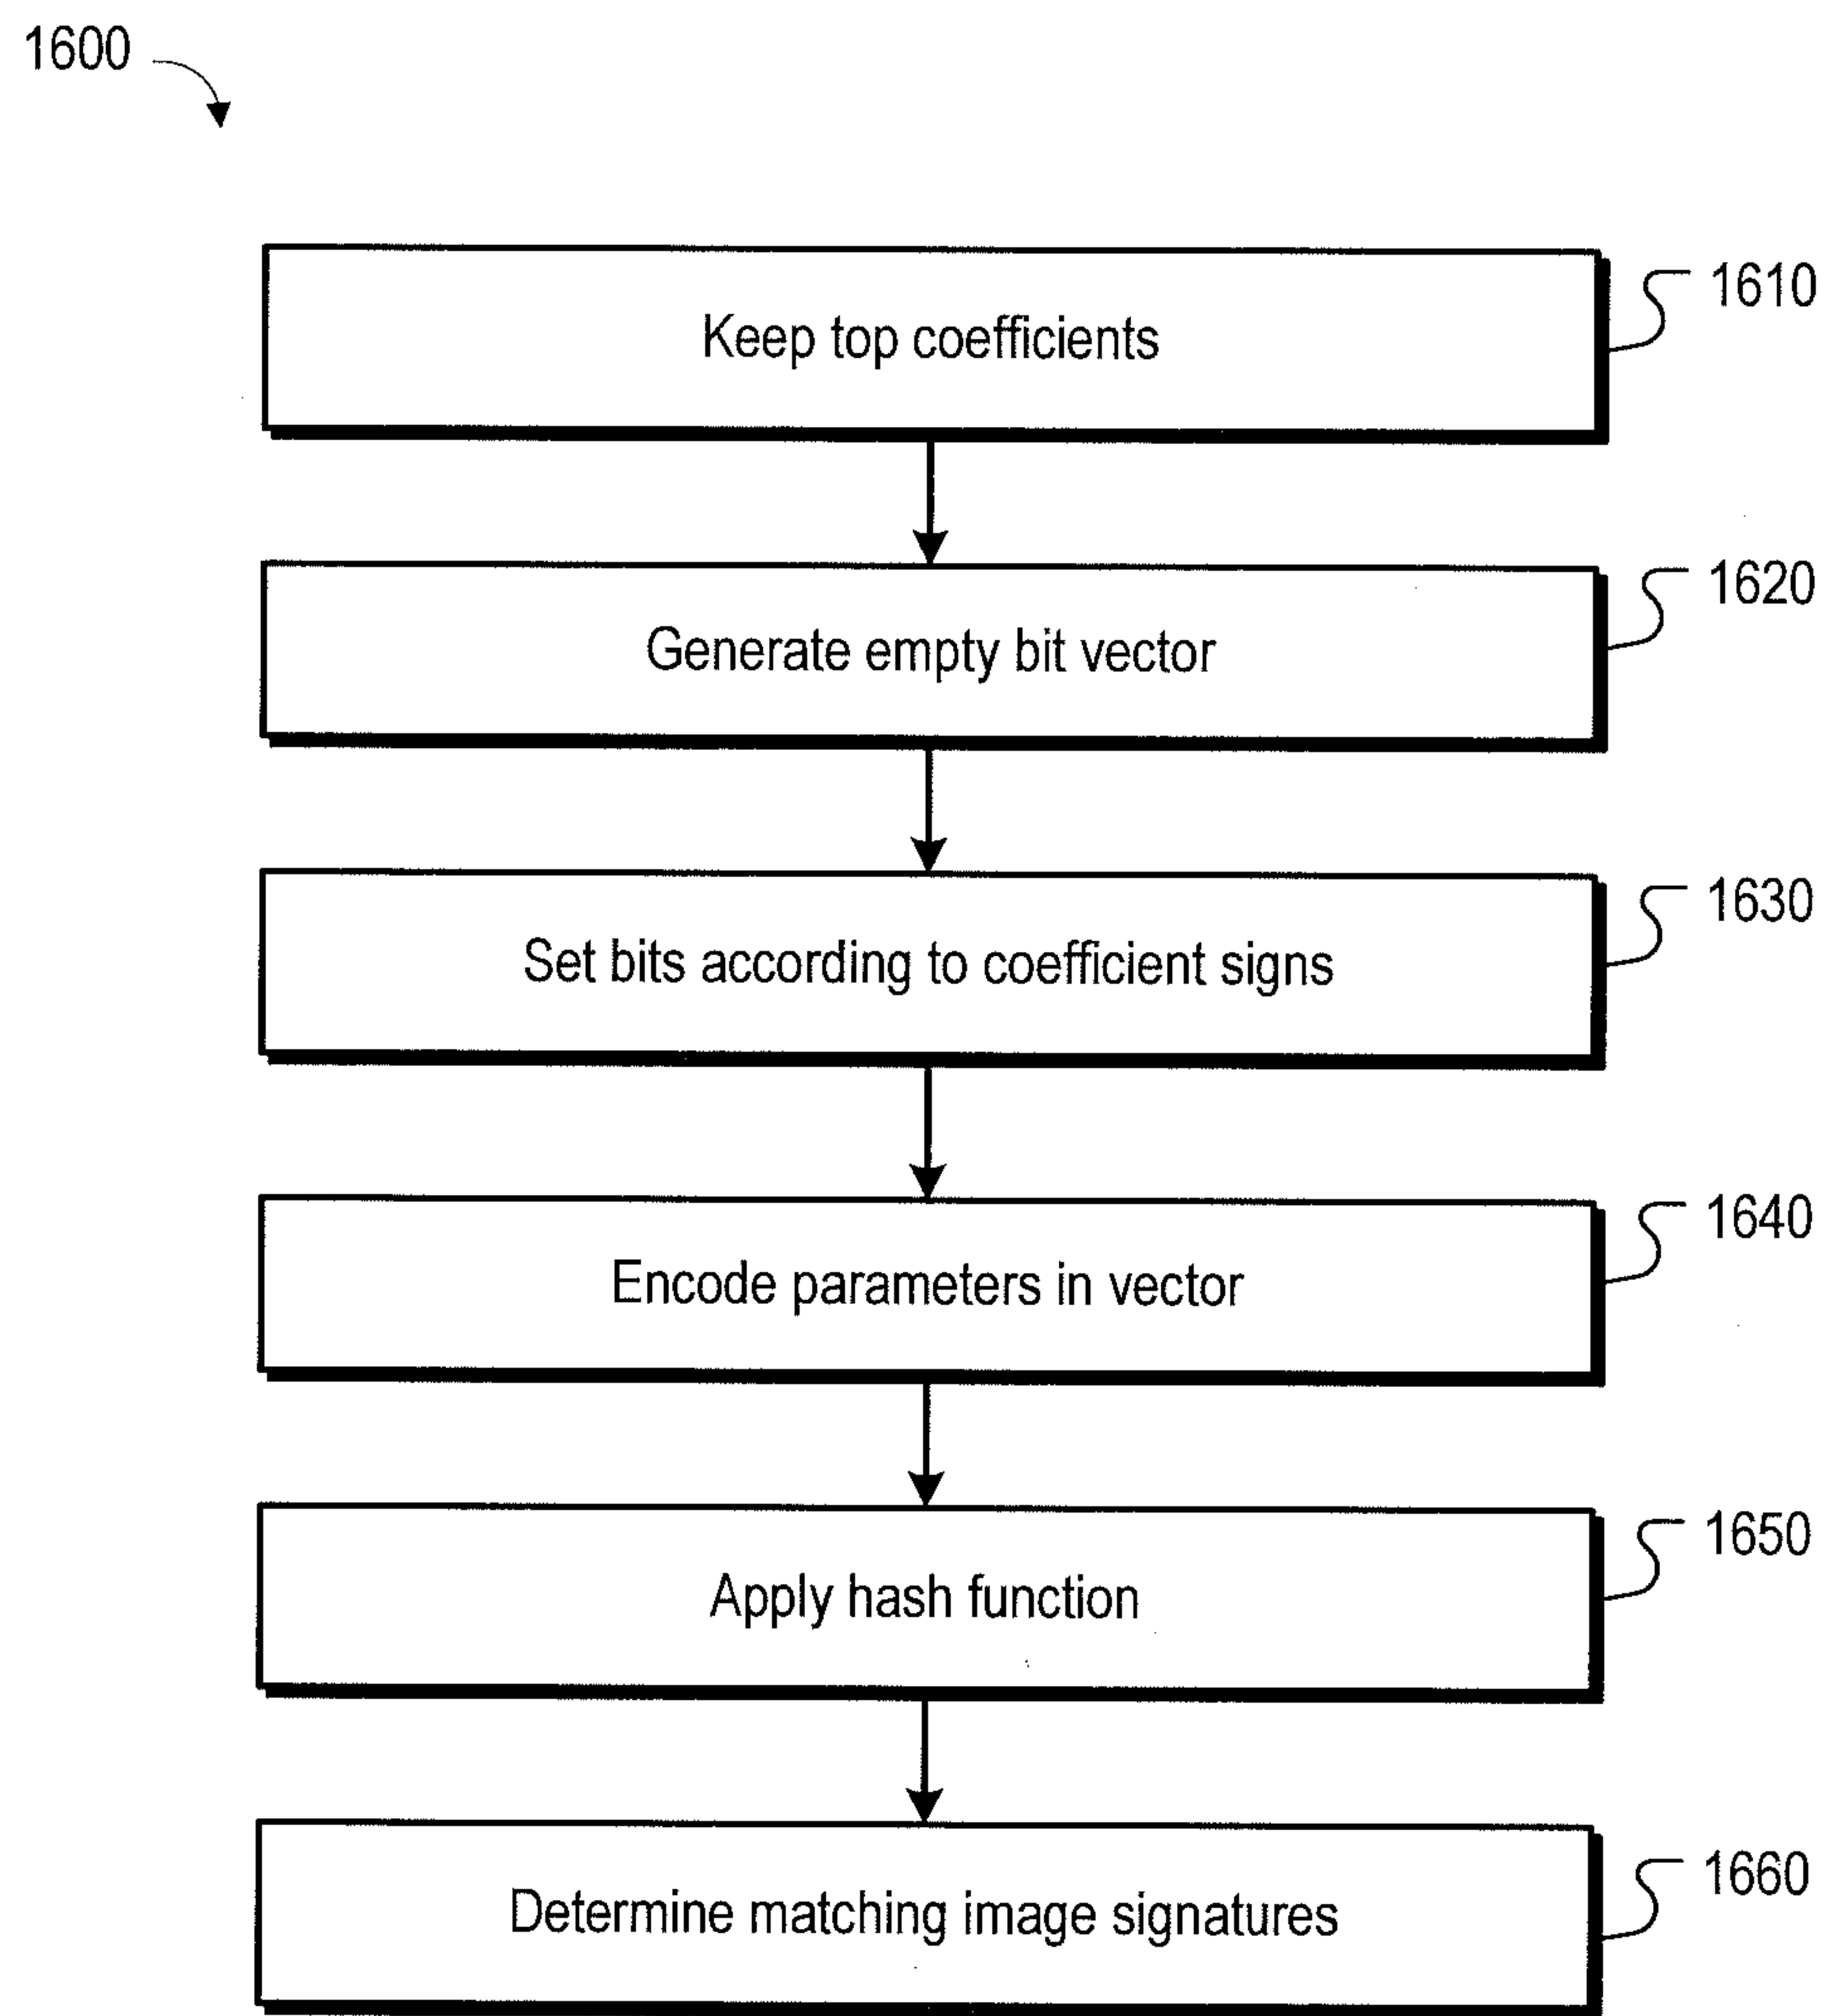 1600
Keep top coefficients
1610
Generate empty bit vector
1620
Set bits according to coefficient signs
1630
Encode parameters in vector
1640
Apply hash function
1650
Determine matching image signatures
1660